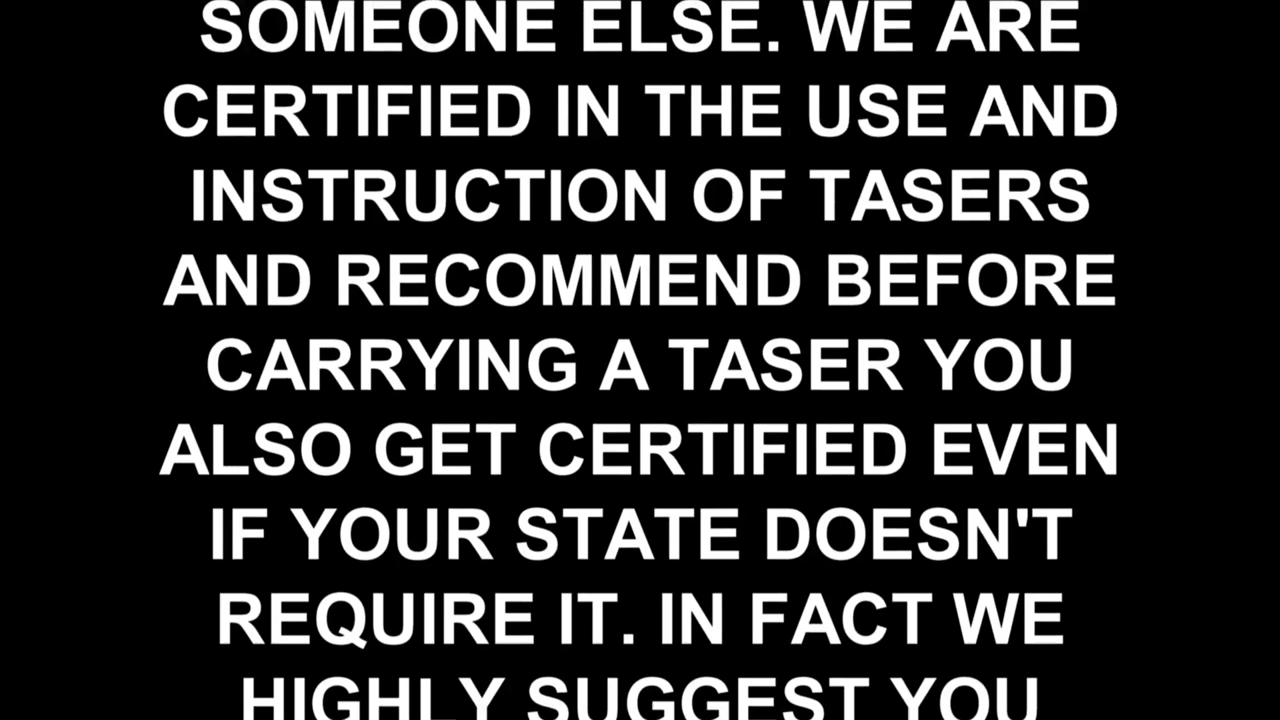 SOMEONE ELSE. WE ARE
CERTIFIED IN THE USE AND
INSTRUCTION OF TASERS
AND RECOMMEND BEFORE
CARRYING A TASER YOU
ALSO GET CERTIFIED EVEN
IF YOUR STATE DOESN'T
REQUIRE IT. IN FACT WE
HIGHLY SUGGEST YOU